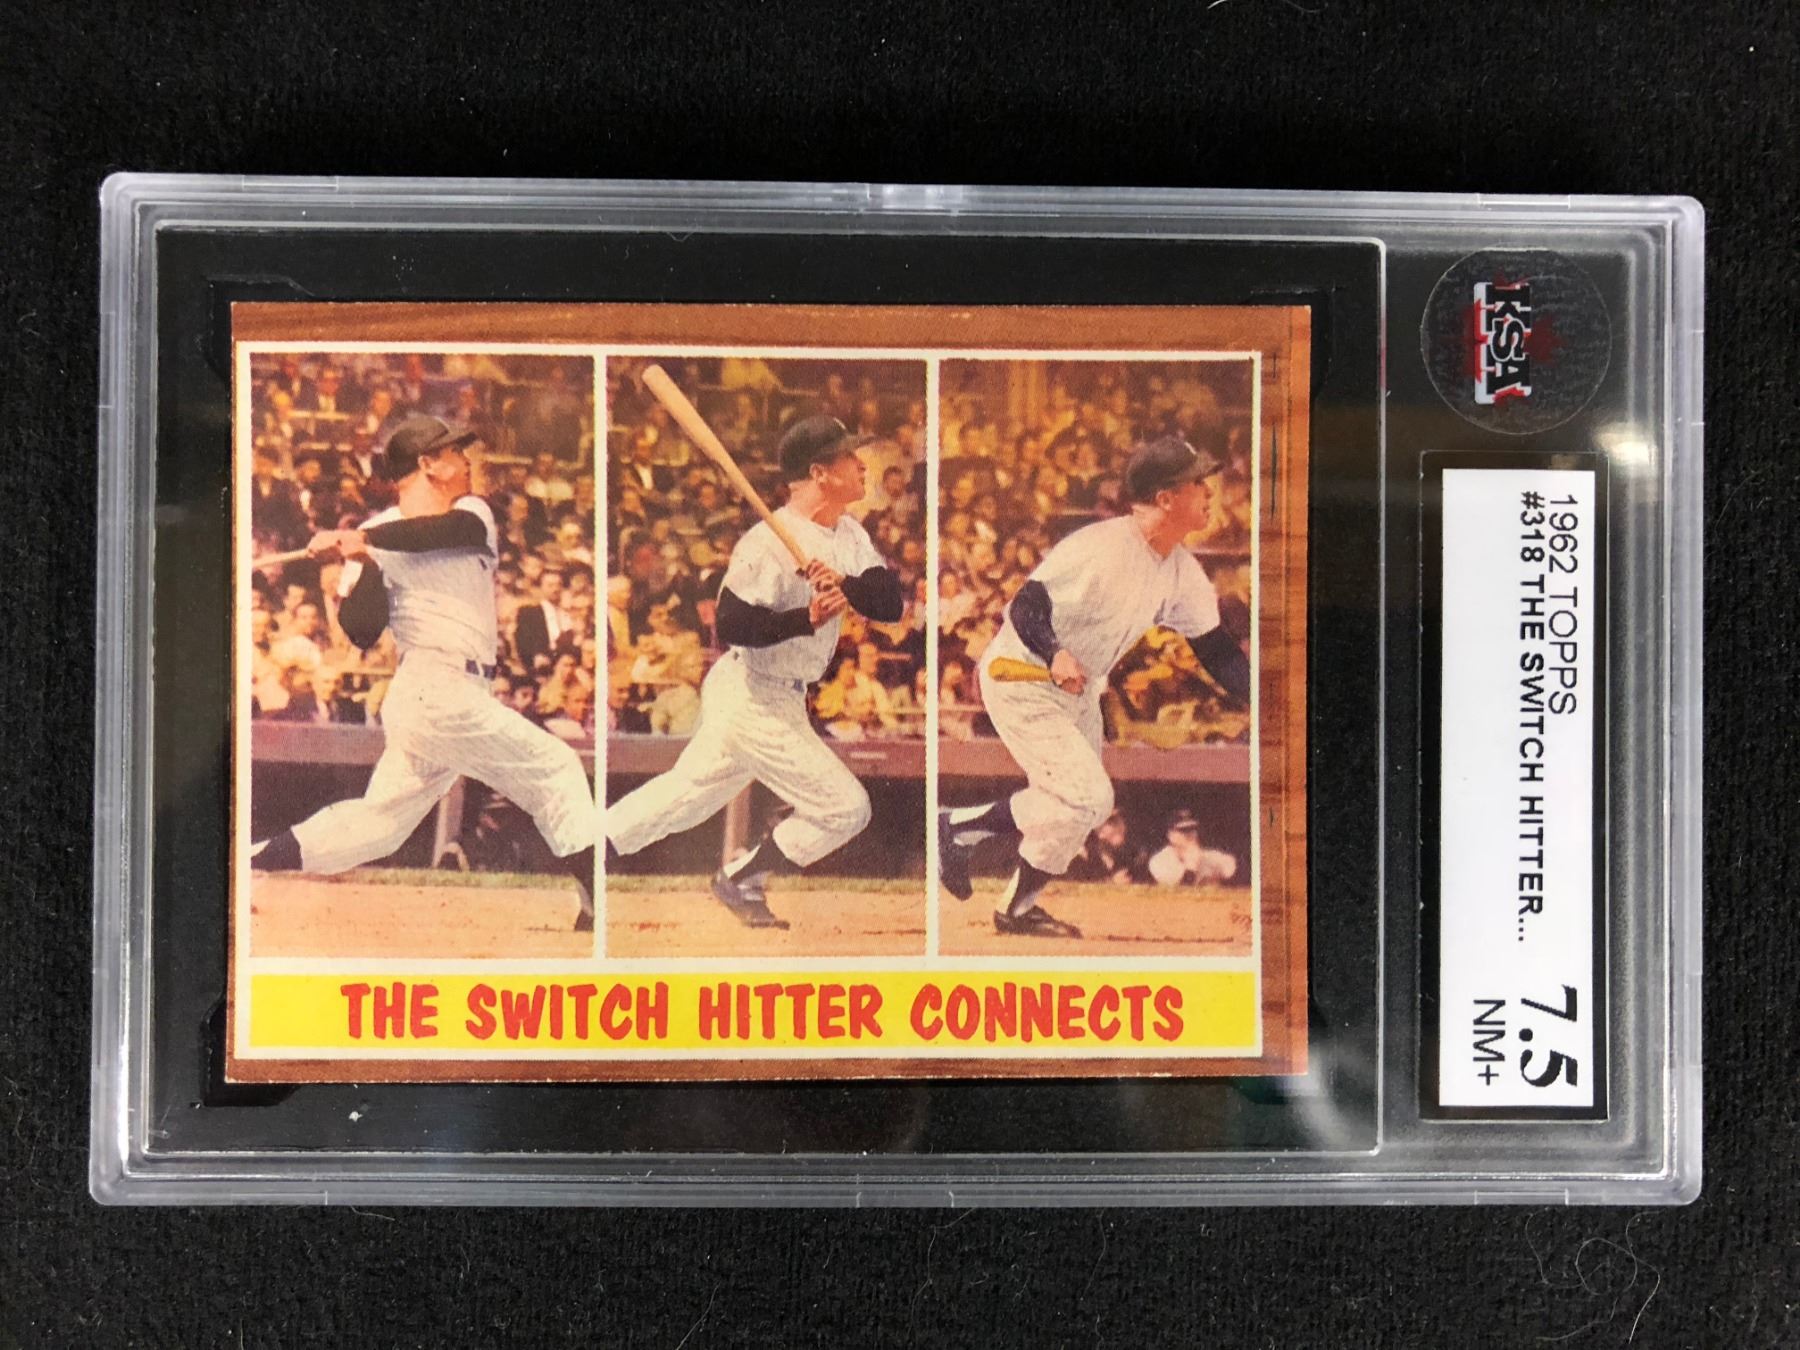 THE SWITCH HITTER CONNECTS
KSA
1962 TOPPS
#318 THE SWITCH HITTER...
7.5
NM+